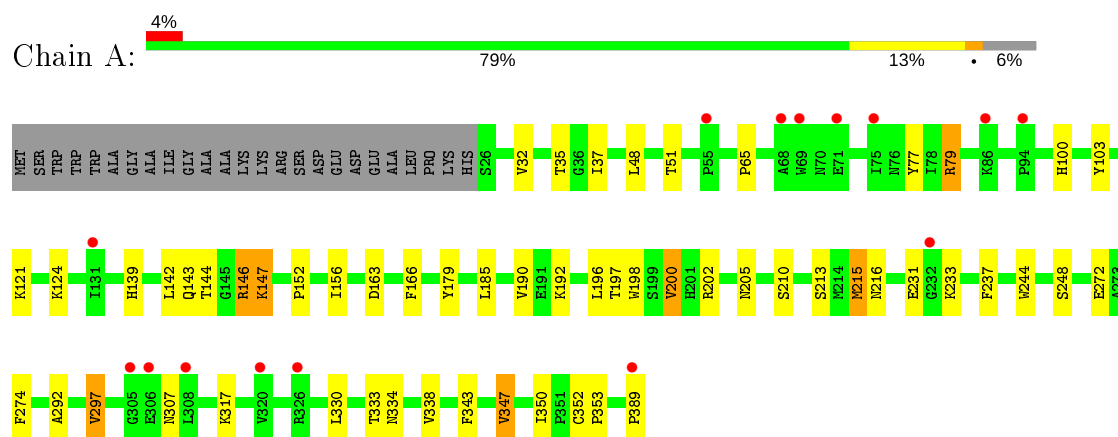 4%
Chain A:
79% 13% • 6%
MET SER TRP TRP TRP ALA GLY ALA ILE GLY ALA ALA LYS LYS ARG SER ASP GLU ASP GLU ALA LEU PRO LYS HIS S26 V32 T35 G36 I37 L48 T51 P55 P65 A68 W69 N70 E71 I75 N76 Y77 I78 R79 K86 P94 H100 Y103
K121 K124 I131 H139 L142 Q143 T144 G145 R146 K147 P152 I156 D163 F166 Y179 L185 V190 E191 K192 L196 T197 W198 S199 V200 H201 R202 N205 S210 S213 M214 M215 N216 E231 G232 K233 F237 W244 S248 E272 A273
F274 A292 V297 G305 E306 N307 L308 K317 V320 R326 L330 T333 N334 V338 F343 V347 I350 P351 C352 P353 P389